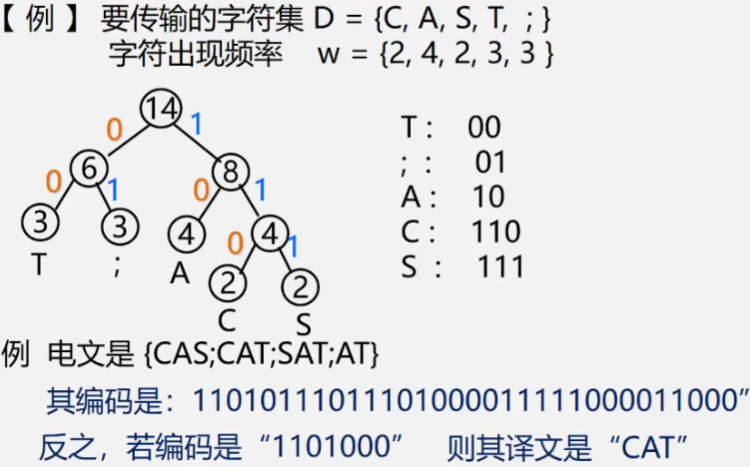 【 例 】 要传输的字符集 D = {C, A, S, T, ; }
字符出现频率 w = {2, 4, 2, 3, 3 }
14
0 1
6 8
0 1 0 1
3 3 4 4
0 1
T ; A 2 2
C S
T : 00
; : 01
A : 10
C : 110
S : 111
例 电文是 {CAS;CAT;SAT;AT}
其编码是：11010111011101000011111000011000”
反之，若编码是“1101000” 则其译文是“CAT”